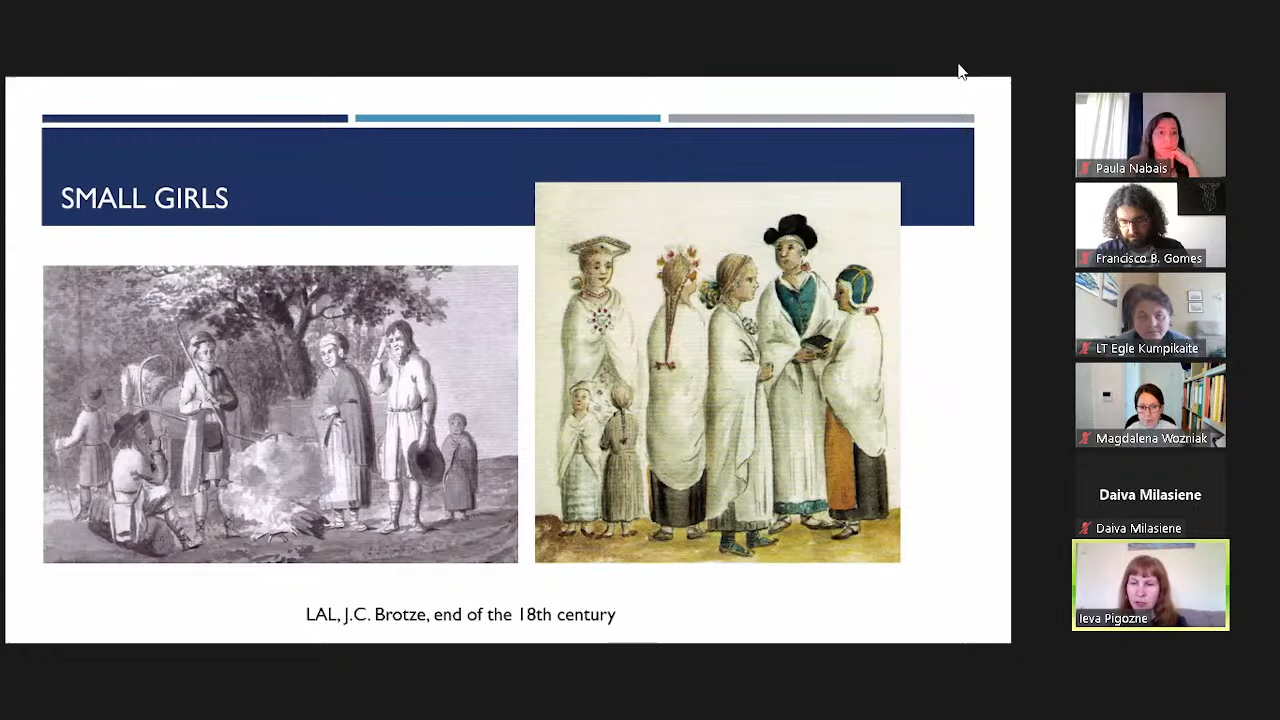 SMALL GIRLS
LAL, J.C. Brotze, end of the 18th century
Paula Nabais
Francisco B. Gomes
LT Egle Kumpikaite
Magdalena Wozniak
Daiva Milasiene
Daiva Milasiene
Ieva Pigozne